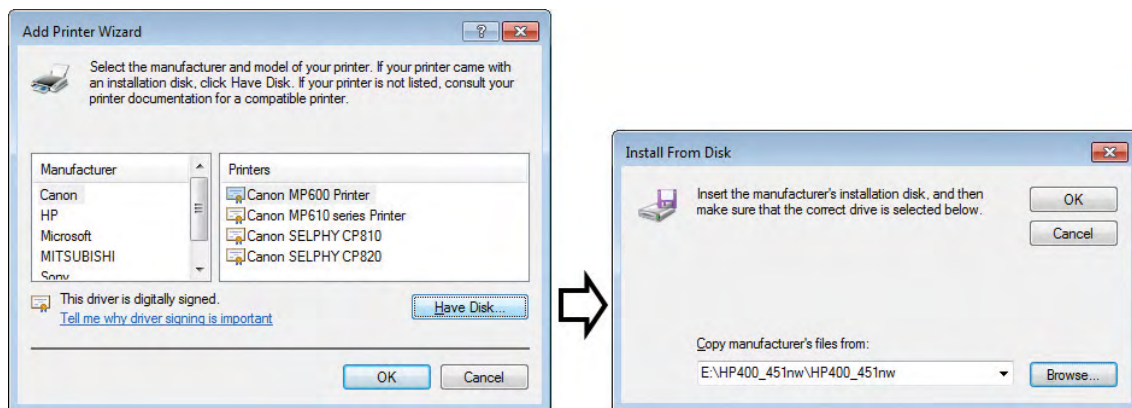 Add Printer Wizard
Select the manufacturer and model of your printer. If your printer came with
an installation disk, click Have Disk. If your printer is not listed, consult your
printer documentation for a compatible printer.
Manufacturer
Canon
HP
Microsoft
MITSUBISHI
Sony
Printers
Canon MP600 Printer
Canon MP610 series Printer
Canon SELPHY CP810
Canon SELPHY CP820
This driver is digitally signed.
Tell me why driver signing is important
Have Disk...
OK
Cancel
Install From Disk
Insert the manufacturer's installation disk, and then
make sure that the correct drive is selected below.
OK
Cancel
Copy manufacturer's files from:
E:\HP400_451nw\HP400_451nw
Browse...